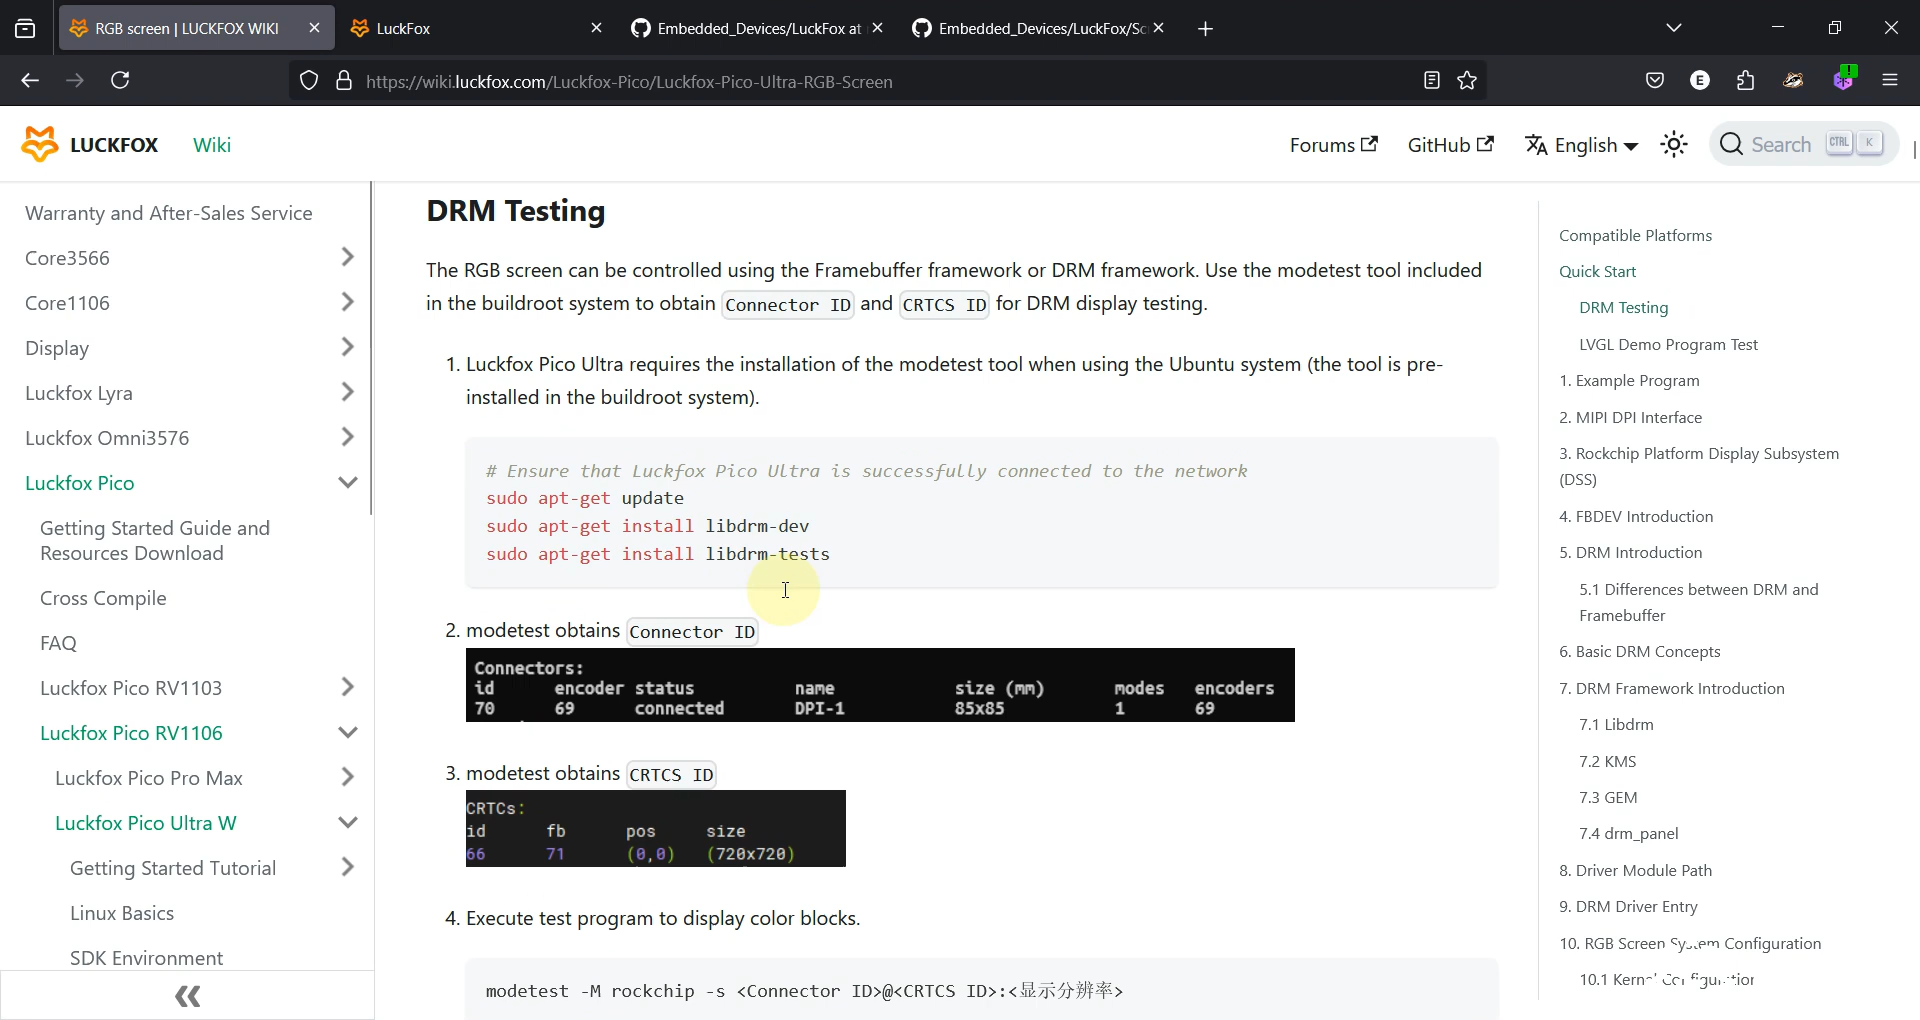 RGB screen | LUCKFOX WIKI
LuckFox
Embedded_Devices/LuckFox at
Embedded_Devices/LuckFox/Sc
https://wiki.luckfox.com/Luckfox-Pico/Luckfox-Pico-Ultra-RGB-Screen
E
LUCKFOX
Wiki
Forums
GitHub
English
Search
CTRL
K
Warranty and After-Sales Service
Core3566
Core1106
Display
Luckfox Lyra
Luckfox Omni3576
Luckfox Pico
Getting Started Guide and
Resources Download
Cross Compile
FAQ
Luckfox Pico RV1103
Luckfox Pico RV1106
Luckfox Pico Pro Max
Luckfox Pico Ultra W
Getting Started Tutorial
Linux Basics
SDK Environment
DRM Testing
The RGB screen can be controlled using the Framebuffer framework or DRM framework. Use the modetest tool included
in the buildroot system to obtain Connector ID and CRTCS ID for DRM display testing.
1. Luckfox Pico Ultra requires the installation of the modetest tool when using the Ubuntu system (the tool is pre-
installed in the buildroot system).
# Ensure that Luckfox Pico Ultra is successfully connected to the network
sudo apt-get update
sudo apt-get install libdrm-dev
sudo apt-get install libdrm-tests
2. modetest obtains Connector ID
Connectors:
id encoder status name size (mm) modes encoders
70 69 connected DPI-1 85x85 1 69
3. modetest obtains CRTCS ID
CRTCs:
id fb pos size
66 71 (0,0) (720x720)
4. Execute test program to display color blocks.
modetest -M rockchip -s <Connector ID>@<CRTCS ID>:<显示分辨率>
Compatible Platforms
Quick Start
DRM Testing
LVGL Demo Program Test
1. Example Program
2. MIPI DPI Interface
3. Rockchip Platform Display Subsystem
(DSS)
4. FBDEV Introduction
5. DRM Introduction
5.1 Differences between DRM and
Framebuffer
6. Basic DRM Concepts
7. DRM Framework Introduction
7.1 Libdrm
7.2 KMS
7.3 GEM
7.4 drm_panel
8. Driver Module Path
9. DRM Driver Entry
10. RGB Screen System Configuration
10.1 Kernel Configuration